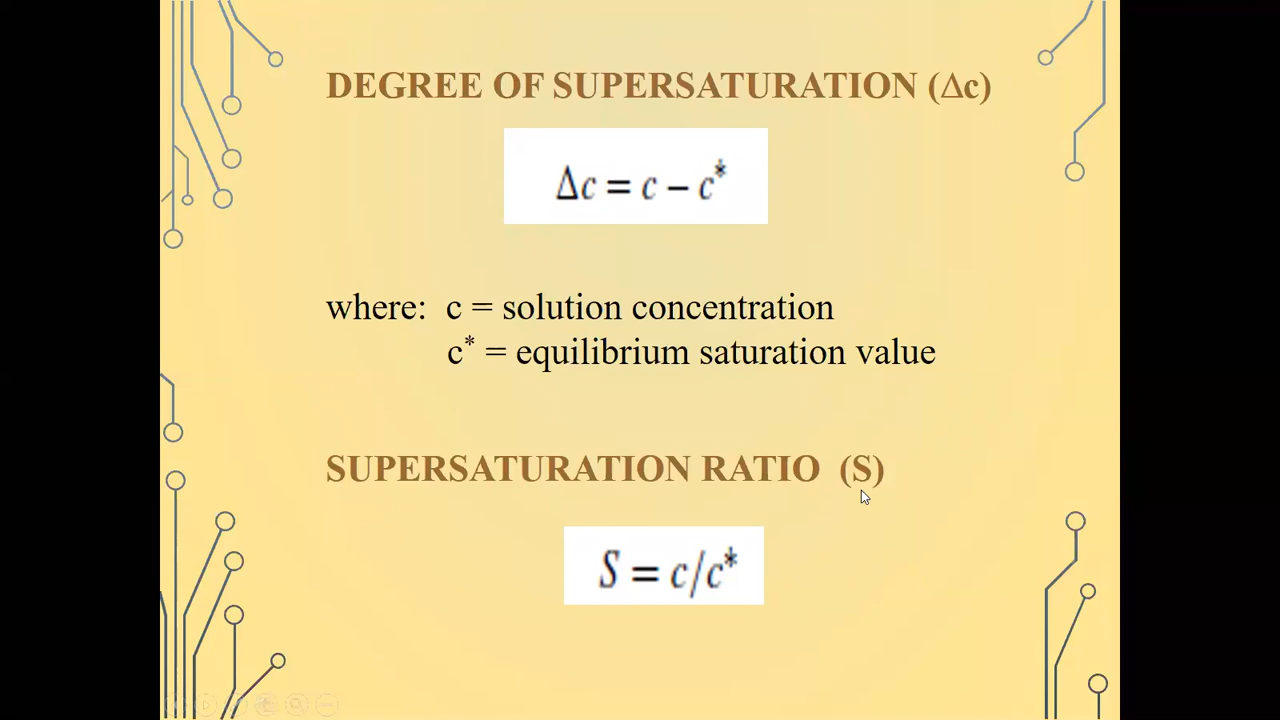 DEGREE OF SUPERSATURATION (Δc)
Δc = c − c*
where: c = solution concentration
c* = equilibrium saturation value
SUPERSATURATION RATIO (S)
S = c/c*